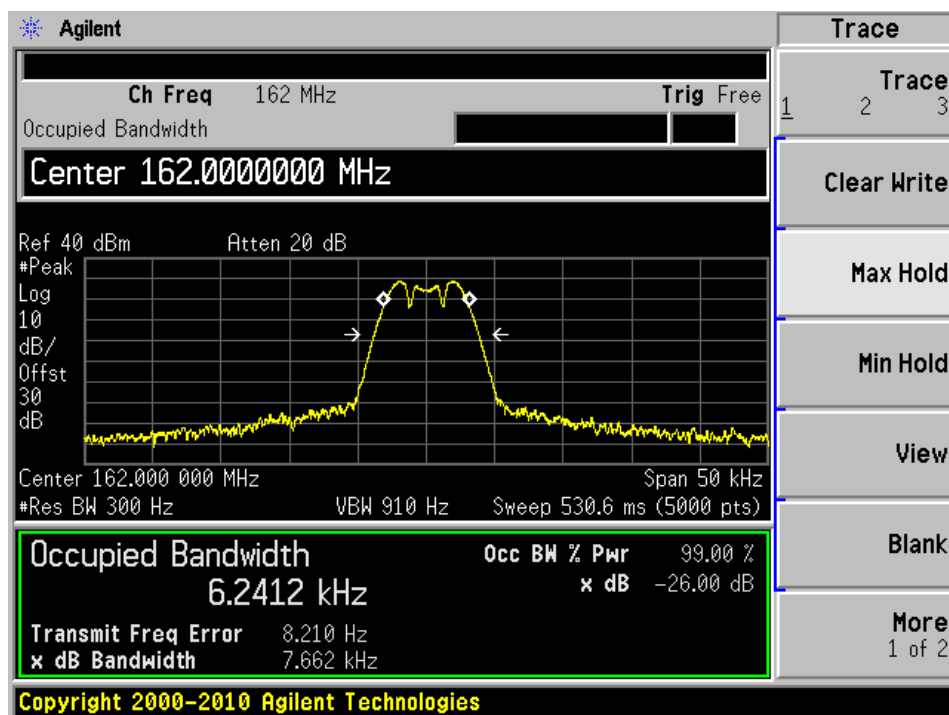 Agilent
Trace
Ch Freq 162 MHz Trig Free
Occupied Bandwidth
Center 162.0000000 MHz
Ref 40 dBm Atten 20 dB
#Peak
Log
10
dB/
Offst
30
dB
Center 162.000 000 MHz Span 50 kHz
#Res BW 300 Hz VBW 910 Hz Sweep 530.6 ms (5000 pts)
Occupied Bandwidth
6.2412 kHz
Occ BW % Pwr 99.00 %
x dB -26.00 dB
Transmit Freq Error 8.210 Hz
x dB Bandwidth 7.662 kHz
Copyright 2000-2010 Agilent Technologies
Trace
1 2 3
Clear Write
Max Hold
Min Hold
View
Blank
More
1 of 2